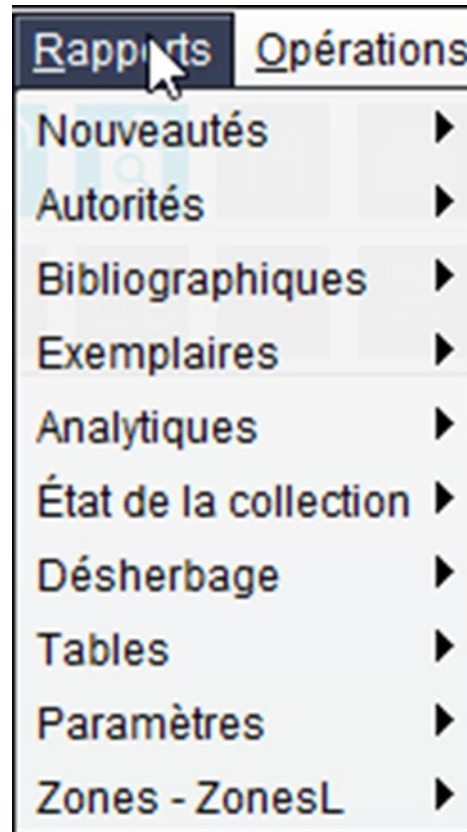 Rapports Opérations
Nouveautés
Autorités
Bibliographiques
Exemplaires
Analytiques
État de la collection
Désherbage
Tables
Paramètres
Zones - ZonesL